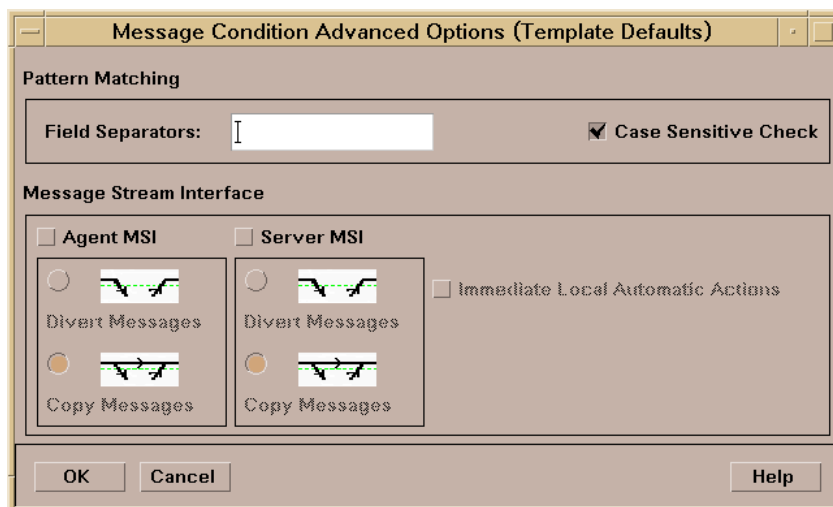 Message Condition Advanced Options (Template Defaults)
Pattern Matching
Field Separators:
Case Sensitive Check
Message Stream Interface
Agent MSI
Server MSI
Divert Messages
Divert Messages
Immediate Local Automatic Actions
Copy Messages
Copy Messages
OK
Cancel
Help